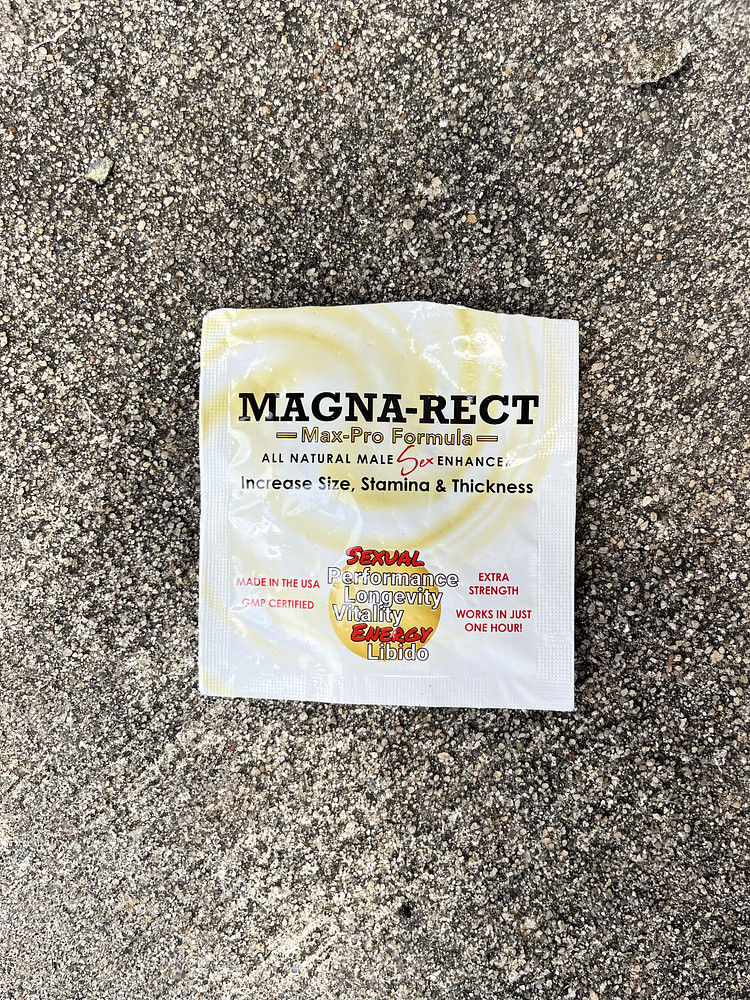 MAGNA-RECT
Max-Pro Formula
ALL NATURAL MALE Sex ENHANCER
Increase Size, Stamina & Thickness
MADE IN THE USA
GMP CERTIFIED
SEXUAL
Performance
Longevity
Vitality
ENERGY
Libido
EXTRA
STRENGTH
WORKS IN JUST
ONE HOUR!